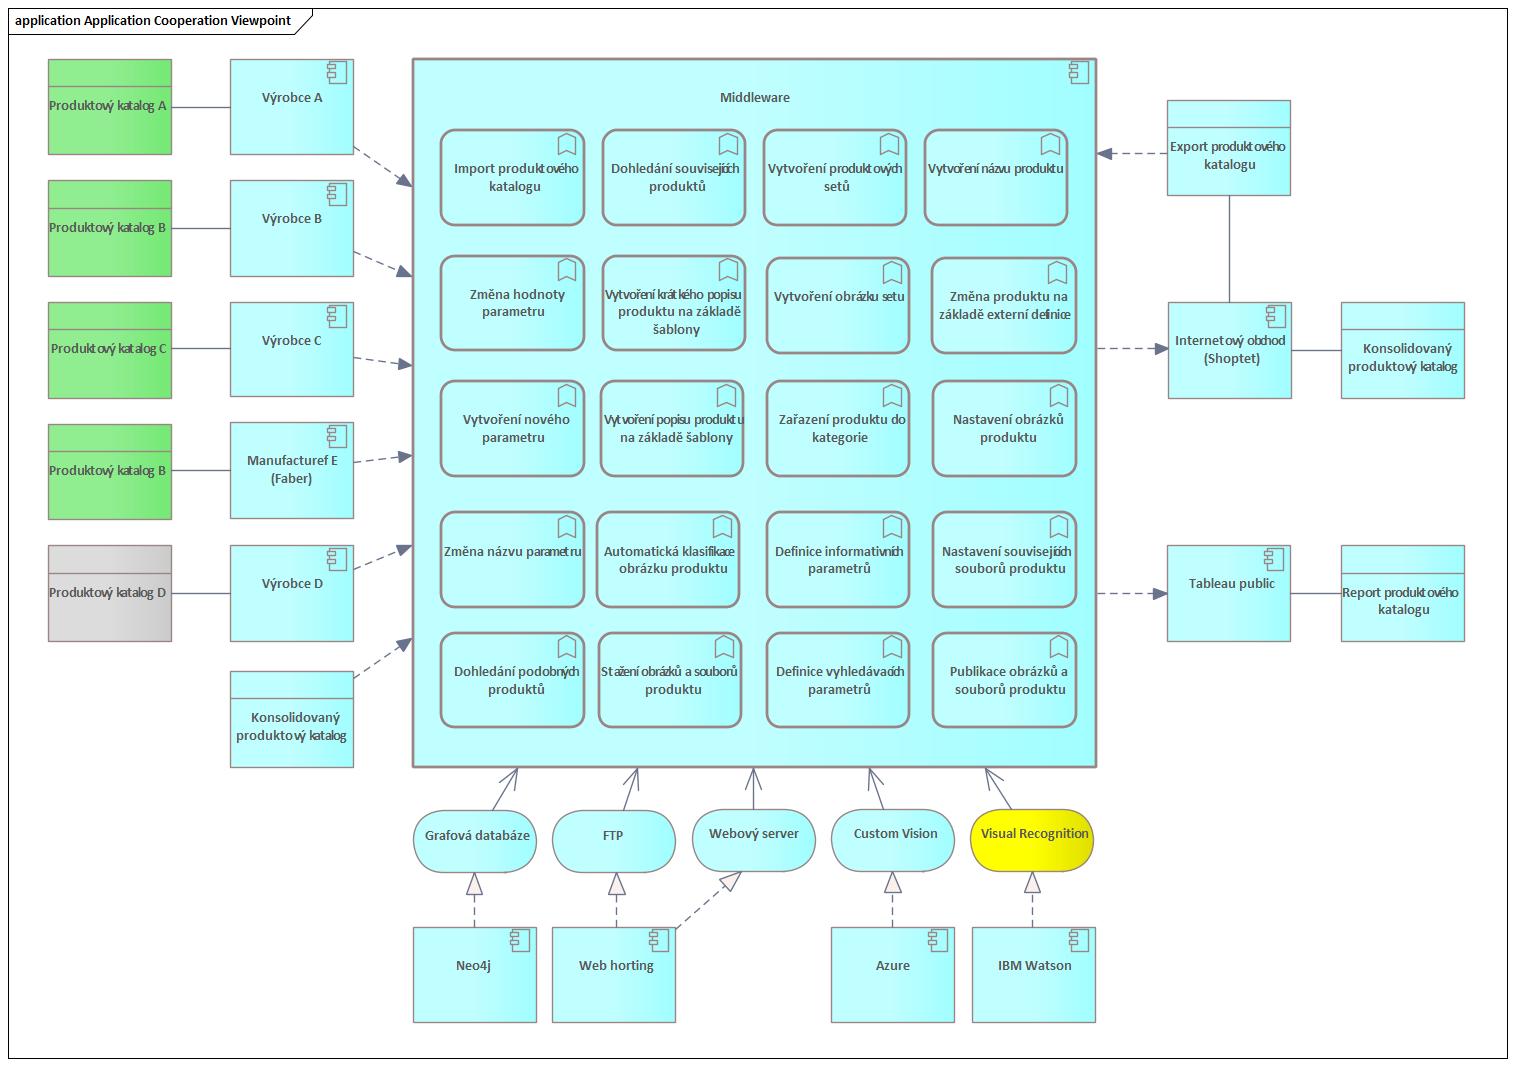 application Application Cooperation Viewpoint
Produktový katalog A
Výrobce A
Produktový katalog B
Výrobce B
Produktový katalog C
Výrobce C
Produktový katalog B
Manufacturef E
(Faber)
Produktový katalog D
Výrobce D
Konsolidovaný
produktový katalog
Middleware
Import produktového
katalogu
Dohledání souvisejících
produktů
Vytvoření produktových
setů
Vytvoření názvu produktu
Změna hodnoty
parametru
Vytvoření krátkého popisu
produktu na základě
šablony
Vytvoření obrázku setu
Změna produktu na
základě externí definice
Vytvoření nového
parametru
Vytvoření popisu produktu
na základě šablony
Zařazení produktu do
kategorie
Nastavení obrázků
produktu
Změna názvu parametru
Automatická klasifikace
obrázku produktu
Definice informativních
parametrů
Nastavení souvisejících
souborů produktu
Dohledání podobných
produktů
Stažení obrázků a souborů
produktu
Definice vyhledávacích
parametrů
Publikace obrázků a
souborů produktu
Export produktového
katalogu
Internetový obchod
(Shoptet)
Konsolidovaný
produktový katalog
Tableau public
Report produktového
katalogu
Grafová databáze
FTP
Webový server
Custom Vision
Visual Recognition
Neo4j
Web horting
Azure
IBM Watson